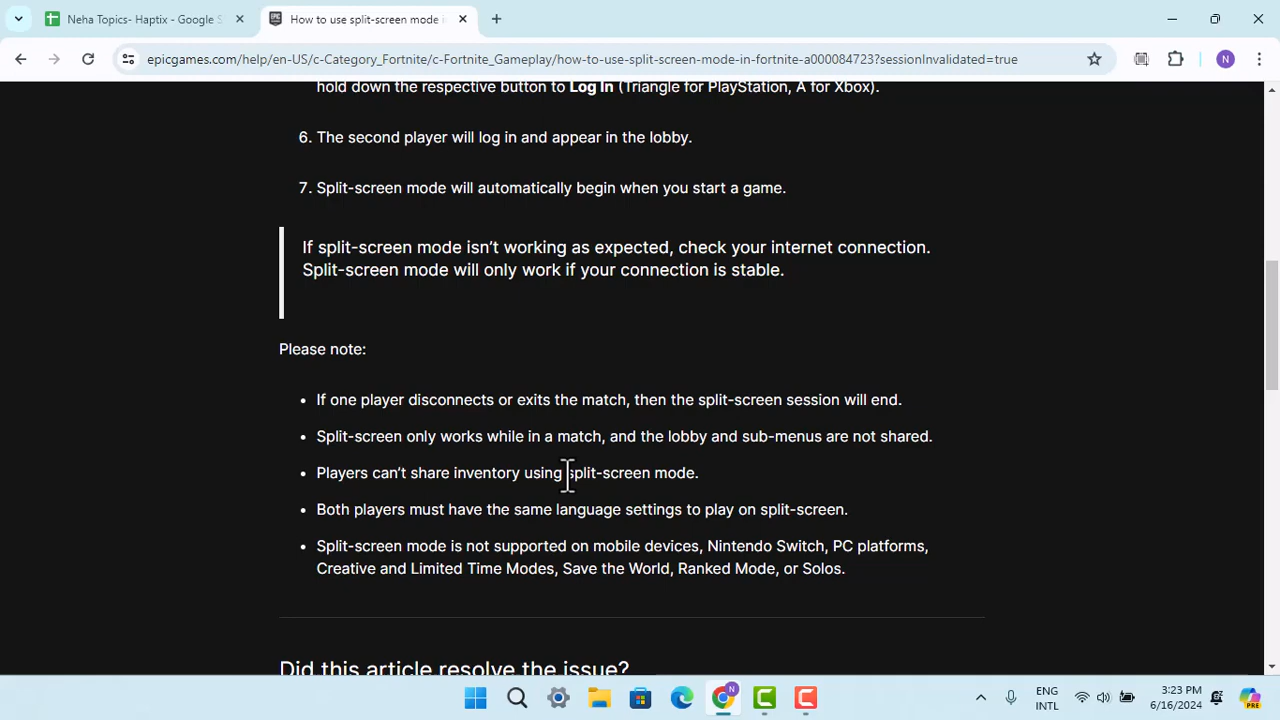 Neha Topics- Haptix - Google S
How to use split-screen mode i
epicgames.com/help/en-US/c-Category_Fortnite/c-Fortnite_Gameplay/how-to-use-split-screen-mode-in-fortnite-a000084723?sessionInvalidated=true
N
hold down the respective button to Log In (Triangle for PlayStation, A for Xbox).
6. The second player will log in and appear in the lobby.
7. Split-screen mode will automatically begin when you start a game.
If split-screen mode isn’t working as expected, check your internet connection.
Split-screen mode will only work if your connection is stable.
Please note:
• If one player disconnects or exits the match, then the split-screen session will end.
• Split-screen only works while in a match, and the lobby and sub-menus are not shared.
• Players can’t share inventory using split-screen mode.
• Both players must have the same language settings to play on split-screen.
• Split-screen mode is not supported on mobile devices, Nintendo Switch, PC platforms,
Creative and Limited Time Modes, Save the World, Ranked Mode, or Solos.
Did this article resolve the issue?
N
ENG
INTL
3:23 PM
6/16/2024
PRE